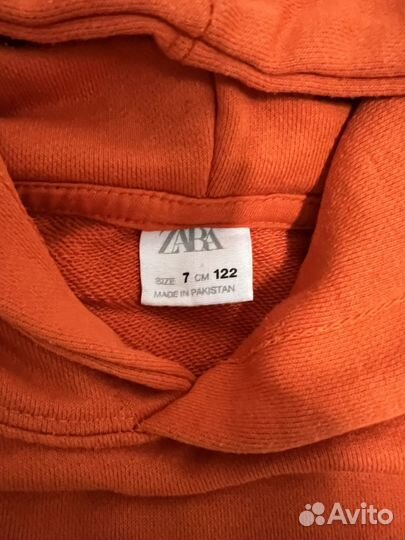 ZARA
SIZE 7 CM 122
MADE IN PAKISTAN
Avito